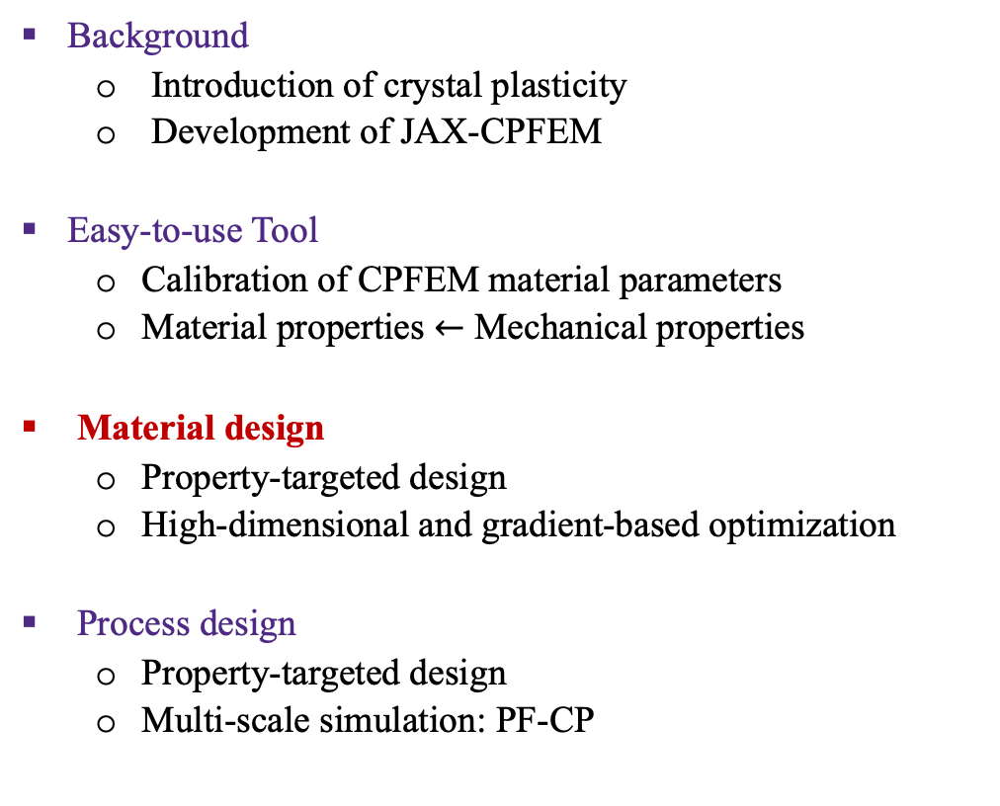 ▪ Background
o Introduction of crystal plasticity
o Development of JAX-CPFEM
▪ Easy-to-use Tool
o Calibration of CPFEM material parameters
o Material properties ← Mechanical properties
▪ Material design
o Property-targeted design
o High-dimensional and gradient-based optimization
▪ Process design
o Property-targeted design
o Multi-scale simulation: PF-CP